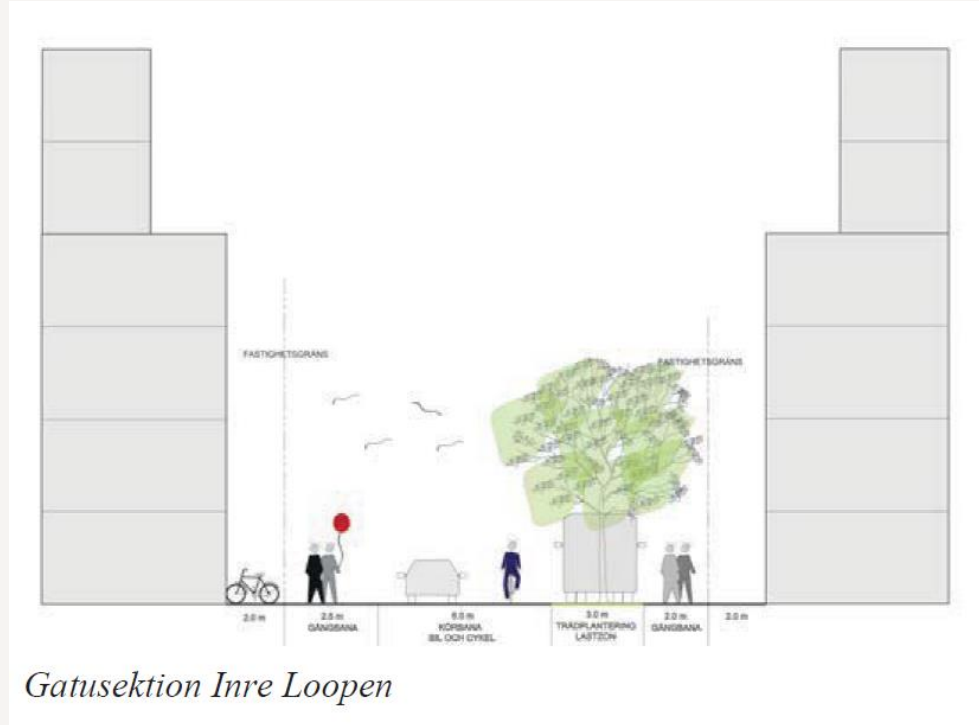 FASTIGHETSGRÄNS
FASTIGHETSGRÄNS
2.0 m
2.5 m
GÅNGBANA
6.0 m
KÖRBANA
BIL OCH CYKEL
3.0 m
TRÄDPLANTERING
LASTZON
2.0 m
GÅNGBANA
2.0 m
Gatusektion Inre Loopen